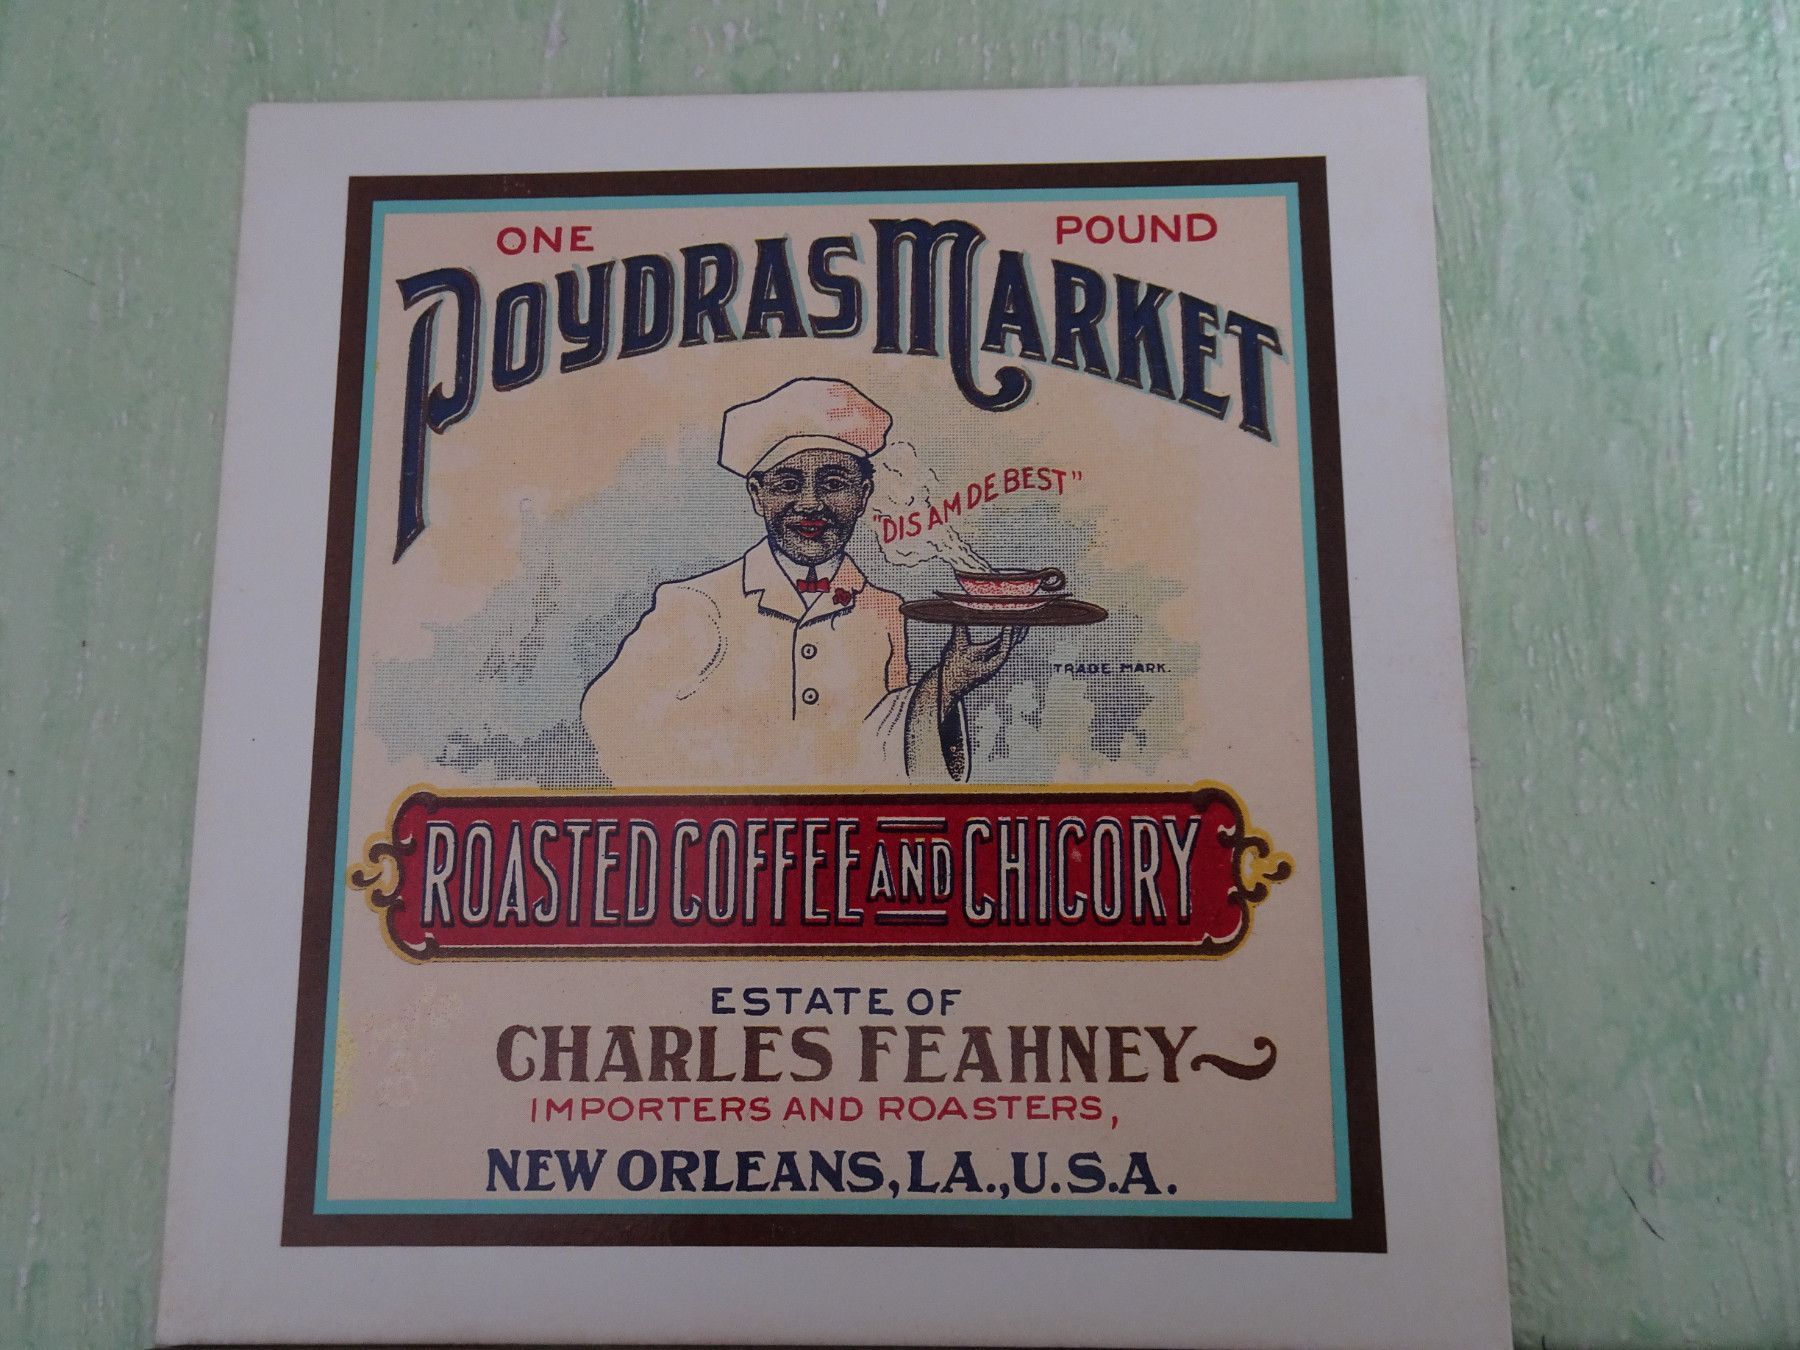 ONE POUND
POYDRAS MARKET
"DIS AM DE BEST"
TRADE MARK.
ROASTED COFFEE AND CHICORY
ESTATE OF
CHARLES FEAHNEY
IMPORTERS AND ROASTERS,
NEW ORLEANS, LA., U.S.A.